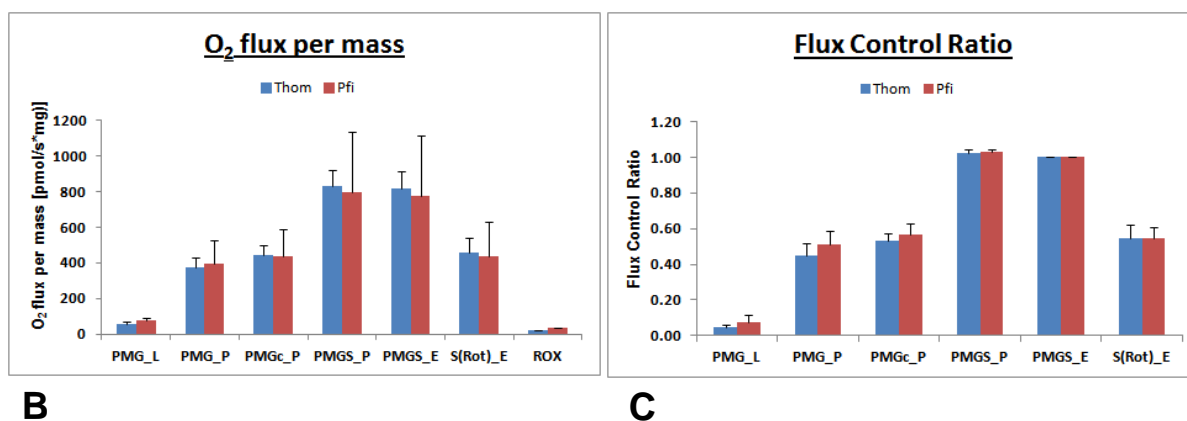 O₂ flux per mass
Thom Pfi
O₂ flux per mass [pmol/s*mg)]
1200
1000
800
600
400
200
0
PMG_L PMG_P PMGc_P PMGS_P PMGS_E S(Rot)_E ROX
B
Flux Control Ratio
Thom Pfi
Flux Control Ratio
1.20
1.00
0.80
0.60
0.40
0.20
0.00
PMG_L PMG_P PMGc_P PMGS_P PMGS_E S(Rot)_E
C